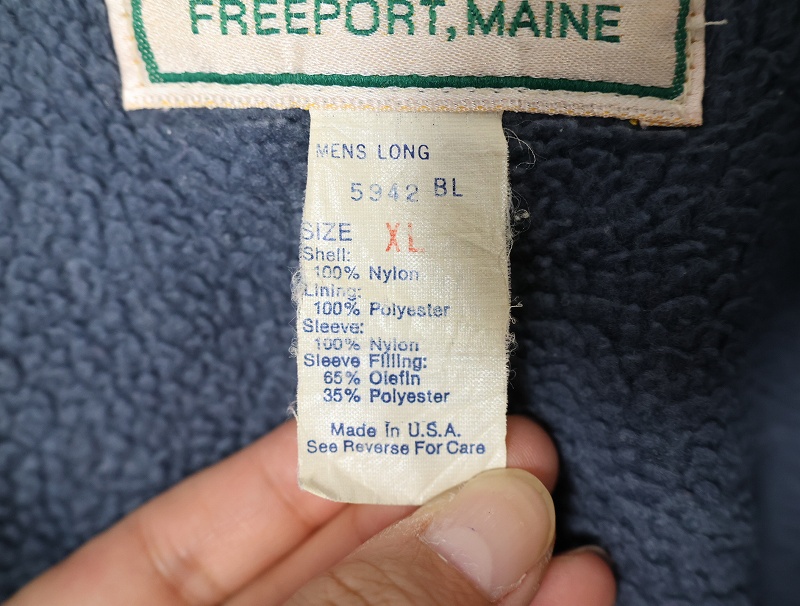 FREEPORT, MAINE
MENS LONG
5942 BL
SIZE XL
Shell:
100% Nylon
Lining:
100% Polyester
Sleeve:
100% Nylon
Sleeve Filling:
65% Olefin
35% Polyester
Made in U.S.A.
See Reverse For Care